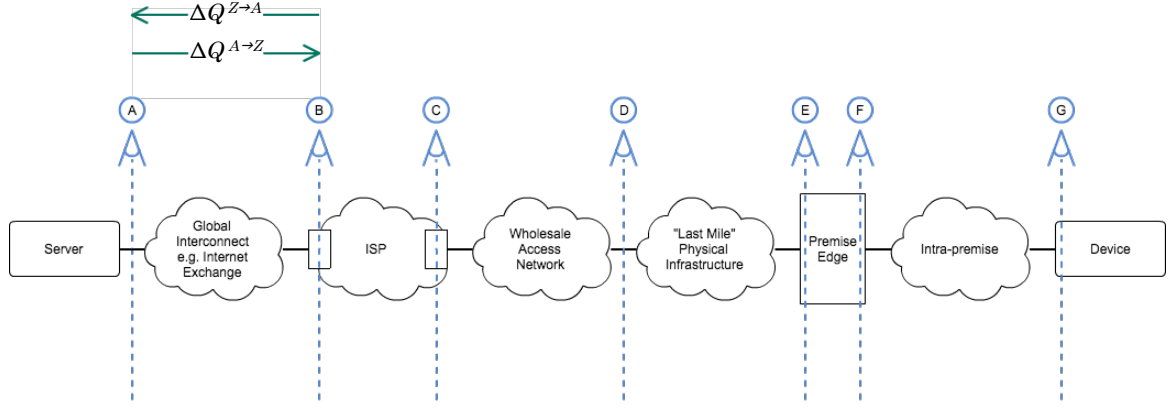 ΔQ^{Z→A}
ΔQ^{A→Z}
A
B
C
D
E
F
G
Server
Global
Interconnect
e.g. Internet
Exchange
ISP
Wholesale
Access
Network
"Last Mile"
Physical
Infrastructure
Premise
Edge
Intra-premise
Device